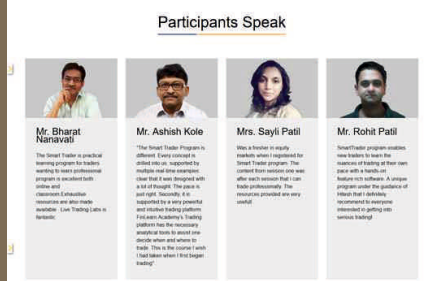 Participants Speak
Mr. Bharat
Nanavati
The Smart Trader is practical
learning program for traders
wanting to learn professional
program is excellent both
online and
classroom.Exhaustive
resources are also made
available - Live Trading Labs is
fantastic.
Mr. Ashish Kole
"The Smart Trader Program is
different. Every concept is
drilled into us, supported by
multiple real time examples
clear that it was designed with
a lot of thought. The pace is
just right. Secondly, it is
supported by a very powerful
and intuitive trading platform.
FinLearn Academy's Trading
platform has the necessary
analytical tools to assist one
decide when and where to
trade. This is the course I wish
I had taken when I first began
trading"
Mrs. Sayli Patil
Was a fresher in equity
markets when I registered for
Smart Trader program. The
content from session one was
after each session that I can
trade professionally. The
resources provided are very
useful!
Mr. Rohit Patil
SmartTrader program enables
new traders to learn the
nuances of trading at their own
pace with a hands-on
feature rich software. A unique
program under the guidance of
Hitesh that I definitely
recommend to everyone
interested in getting into
serious trading!